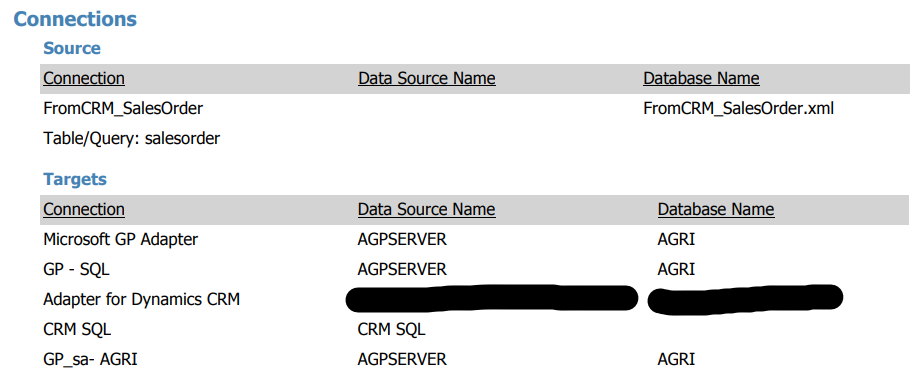 Connections
Source
Connection Data Source Name Database Name
FromCRM_SalesOrder FromCRM_SalesOrder.xml
Table/Query: salesorder
Targets
Connection Data Source Name Database Name
Microsoft GP Adapter AGPSERVER AGRI
GP - SQL AGPSERVER AGRI
Adapter for Dynamics CRM
CRM SQL CRM SQL
GP_sa- AGRI AGPSERVER AGRI